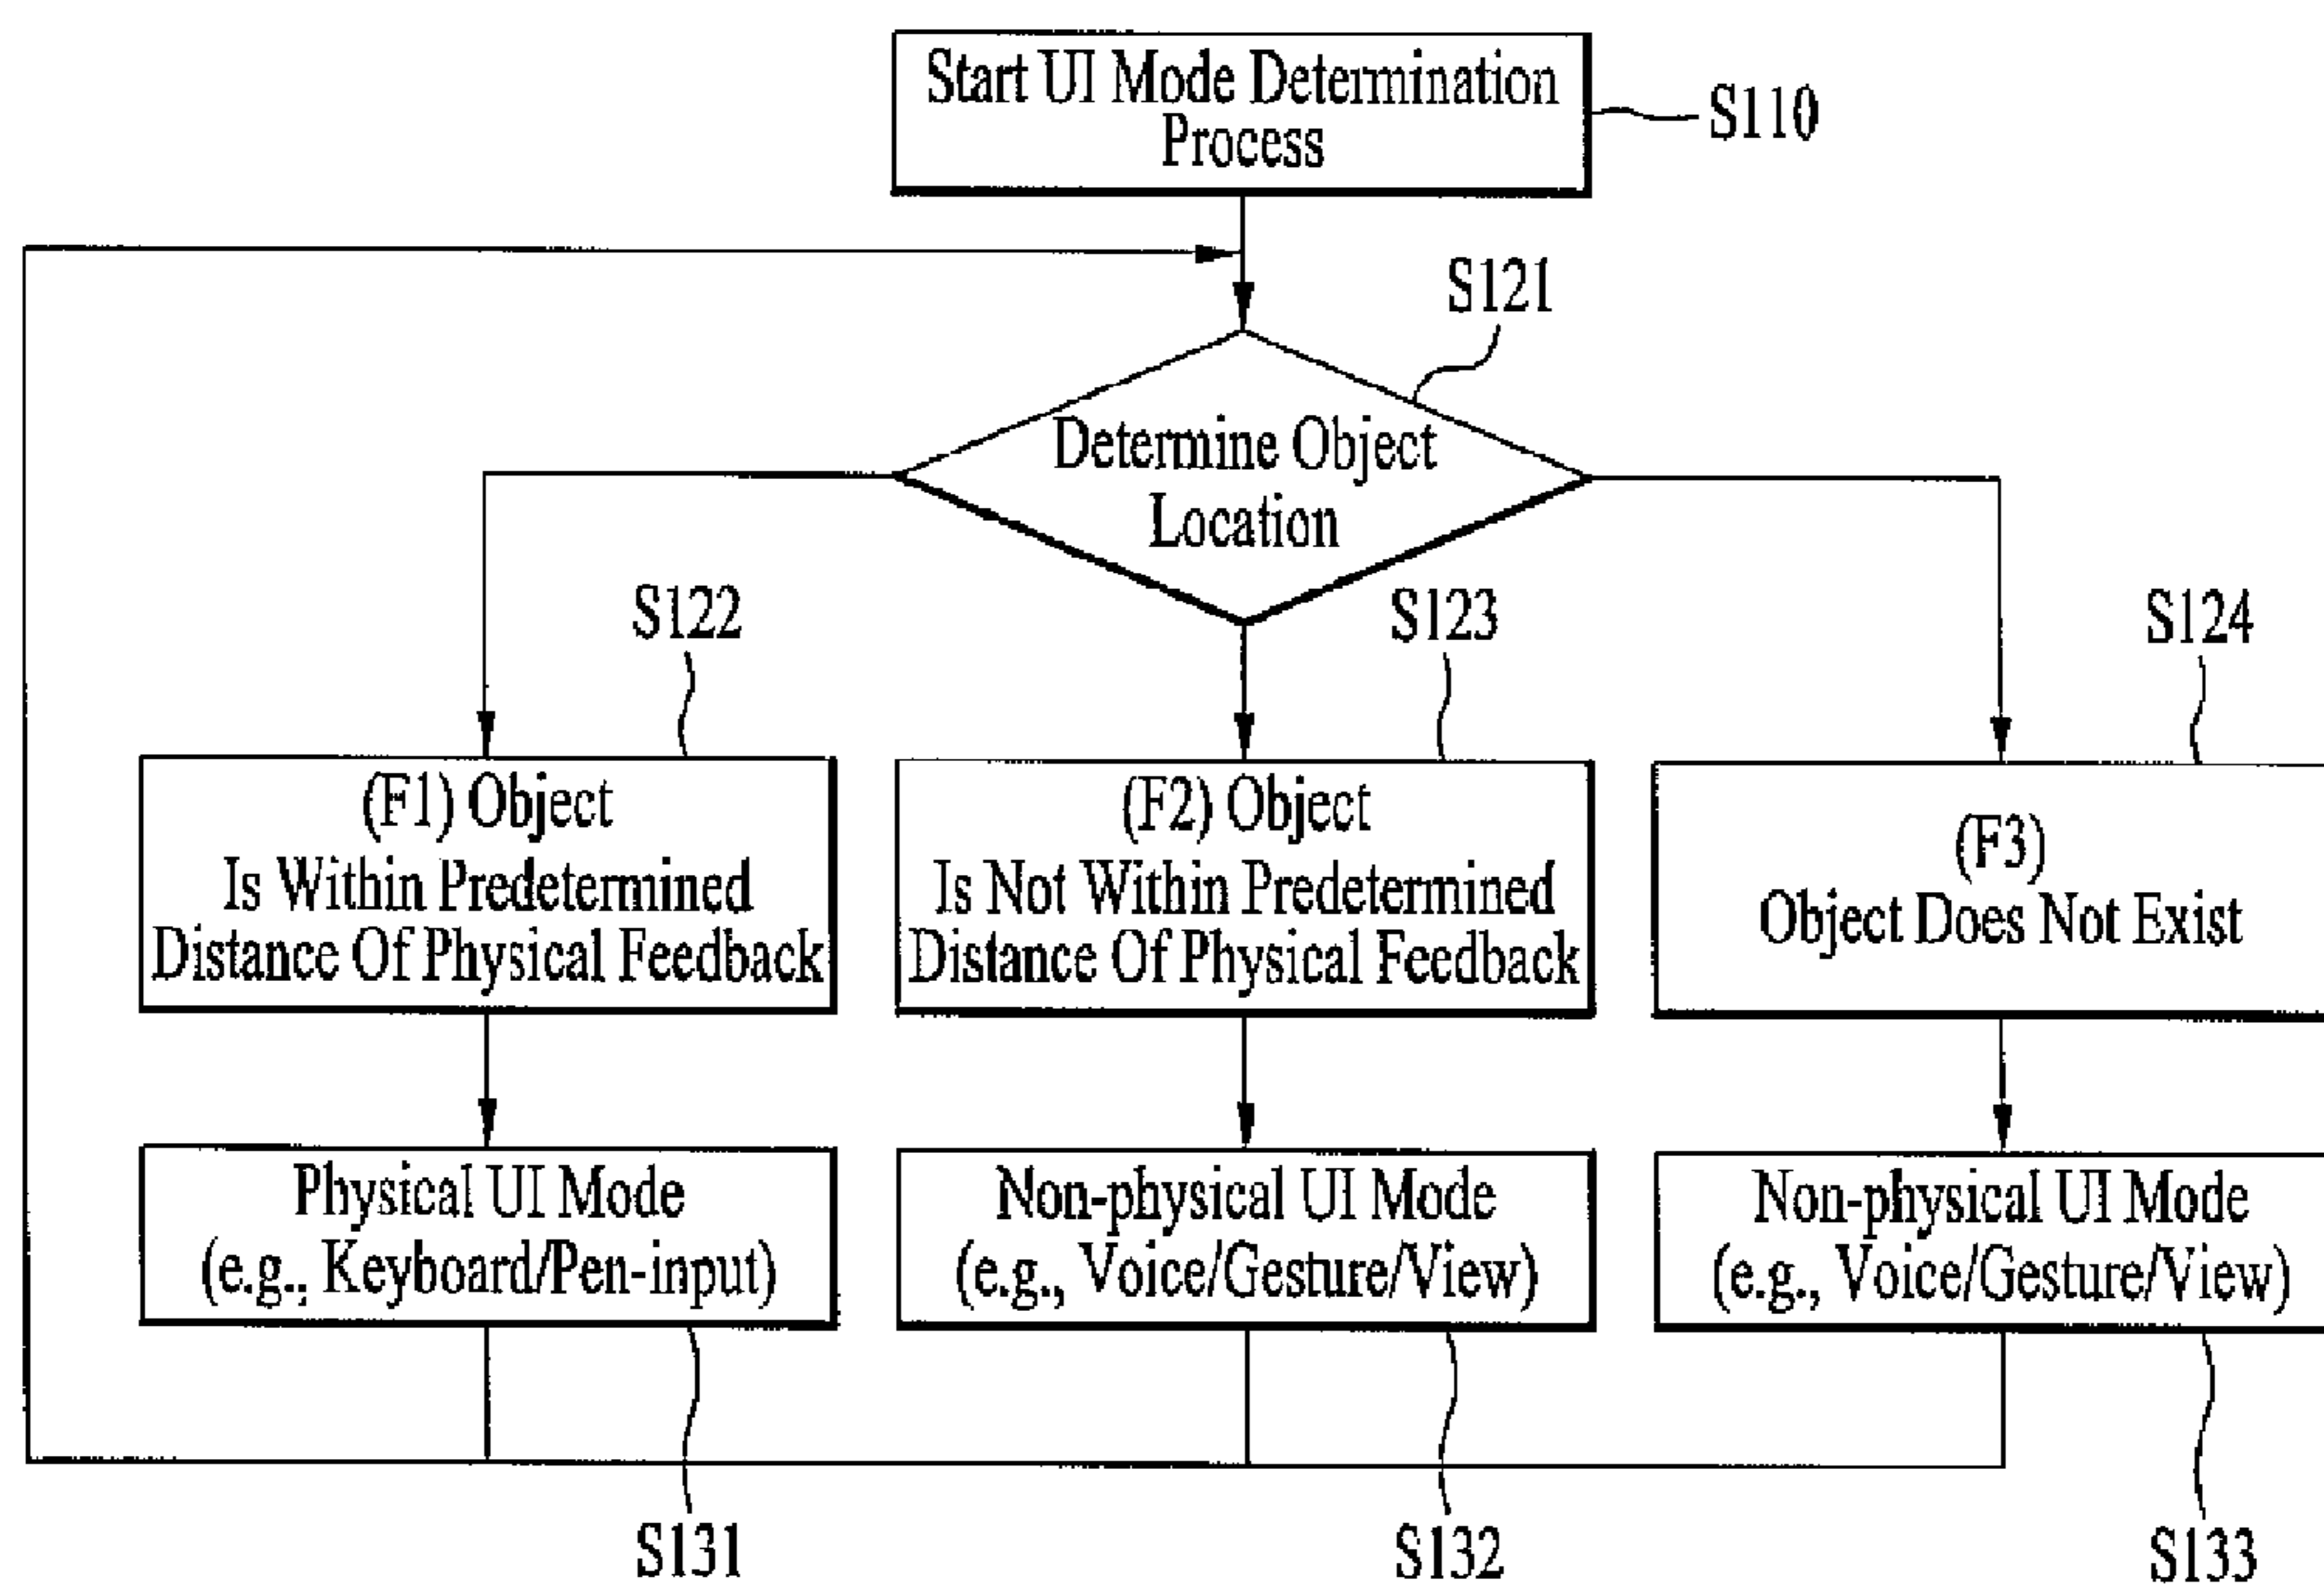 Start UI Mode Determination
Process
S110
S121
Determine Object
Location
S122
S123
S124
(F1) Object
Is Within Predetermined
Distance Of Physical Feedback
(F2) Object
Is Not Within Predetermined
Distance Of Physical Feedback
(F3)
Object Does Not Exist
Physical UI Mode
(e.g., Keyboard/Pen-input)
Non-physical UI Mode
(e.g., Voice/Gesture/View)
Non-physical UI Mode
(e.g., Voice/Gesture/View)
S131
S132
S133